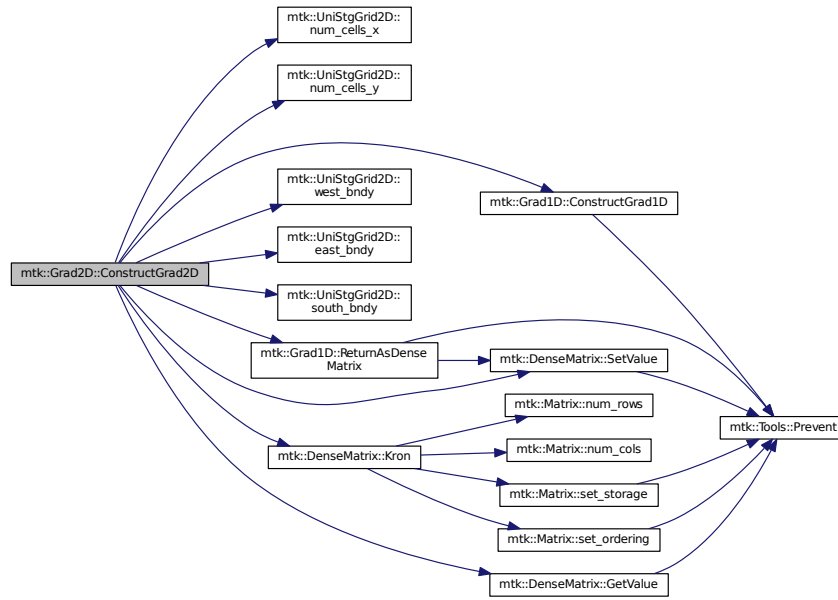 mtk::UniStgGrid2D::
num_cells_x
mtk::UniStgGrid2D::
num_cells_y
mtk::UniStgGrid2D::
west_bndy
mtk::Grad1D::ConstructGrad1D
mtk::UniStgGrid2D::
east_bndy
mtk::Grad2D::ConstructGrad2D
mtk::UniStgGrid2D::
south_bndy
mtk::Grad1D::ReturnAsDense
Matrix
mtk::DenseMatrix::SetValue
mtk::Matrix::num_rows
mtk::Tools::Prevent
mtk::DenseMatrix::Kron
mtk::Matrix::num_cols
mtk::Matrix::set_storage
mtk::Matrix::set_ordering
mtk::DenseMatrix::GetValue